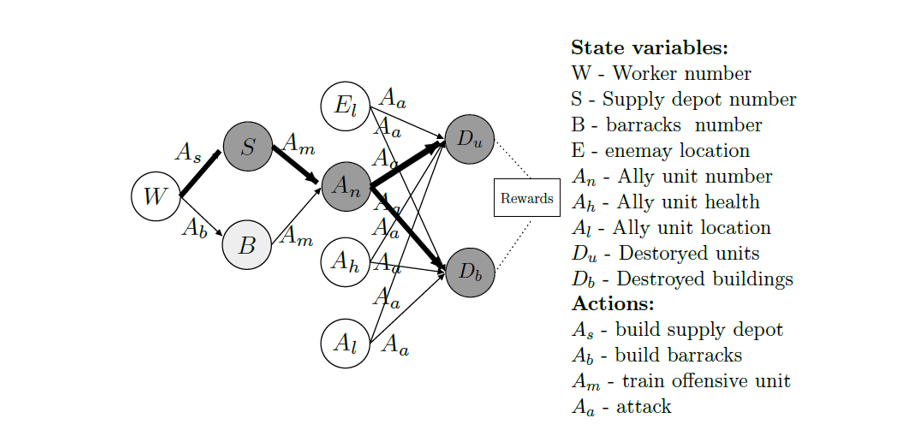 E_l
A_a
A_a
D_u
S
A_m
A_s
A_a
A_n
Rewards
W
A_a
A_b
A_a
B
A_m
A_h
A_a
D_b
A_a
A_l
A_a
State variables:
W - Worker number
S - Supply depot number
B - barracks number
E - enemay location
A_n - Ally unit number
A_h - Ally unit health
A_l - Ally unit location
D_u - Destoryed units
D_b - Destroyed buildings
Actions:
A_s - build supply depot
A_b - build barracks
A_m - train offensive unit
A_a - attack